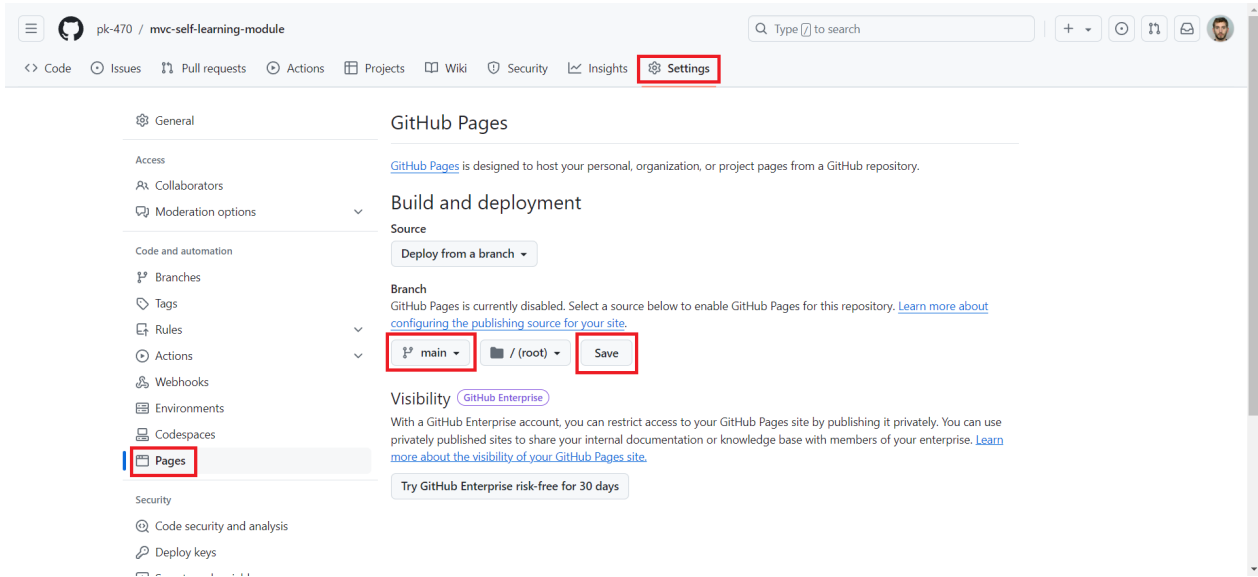 pk-470 / mvc-self-learning-module
Type / to search
Code Issues Pull requests Actions Projects Wiki Security Insights Settings
General
Access
Collaborators
Moderation options
Code and automation
Branches
Tags
Rules
Actions
Webhooks
Environments
Codespaces
Pages
Security
Code security and analysis
Deploy keys
GitHub Pages
GitHub Pages is designed to host your personal, organization, or project pages from a GitHub repository.
Build and deployment
Source
Deploy from a branch
Branch
GitHub Pages is currently disabled. Select a source below to enable GitHub Pages for this repository. Learn more about
configuring the publishing source for your site.
main / (root) Save
Visibility GitHub Enterprise
With a GitHub Enterprise account, you can restrict access to your GitHub Pages site by publishing it privately. You can use
privately published sites to share your internal documentation or knowledge base with members of your enterprise. Learn
more about the visibility of your GitHub Pages site.
Try GitHub Enterprise risk-free for 30 days